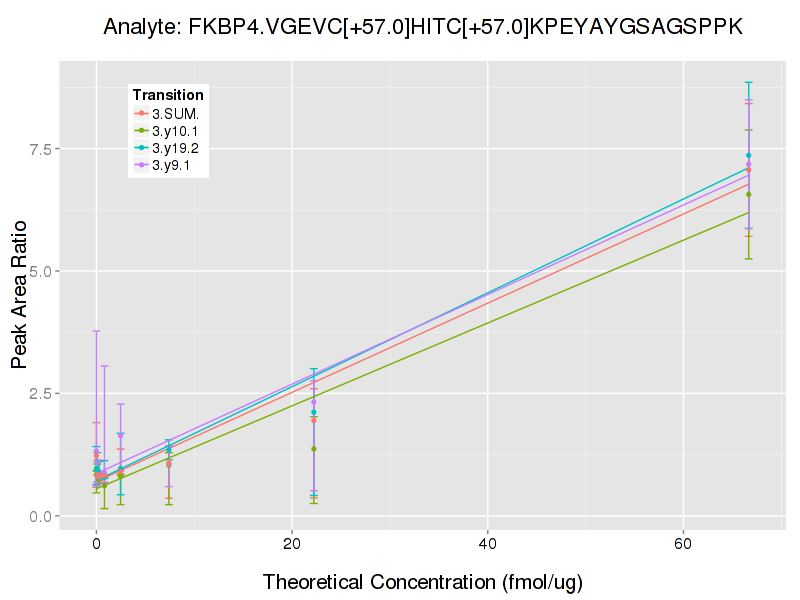 Analyte: FKBP4.VGEVC[+57.0]HITC[+57.0]KPEYAYGSAGSPPK
Transition
3.SUM.
3.y10.1
3.y19.2
3.y9.1
7.5
5.0
2.5
0.0
Peak Area Ratio
0 20 40 60
Theoretical Concentration (fmol/ug)